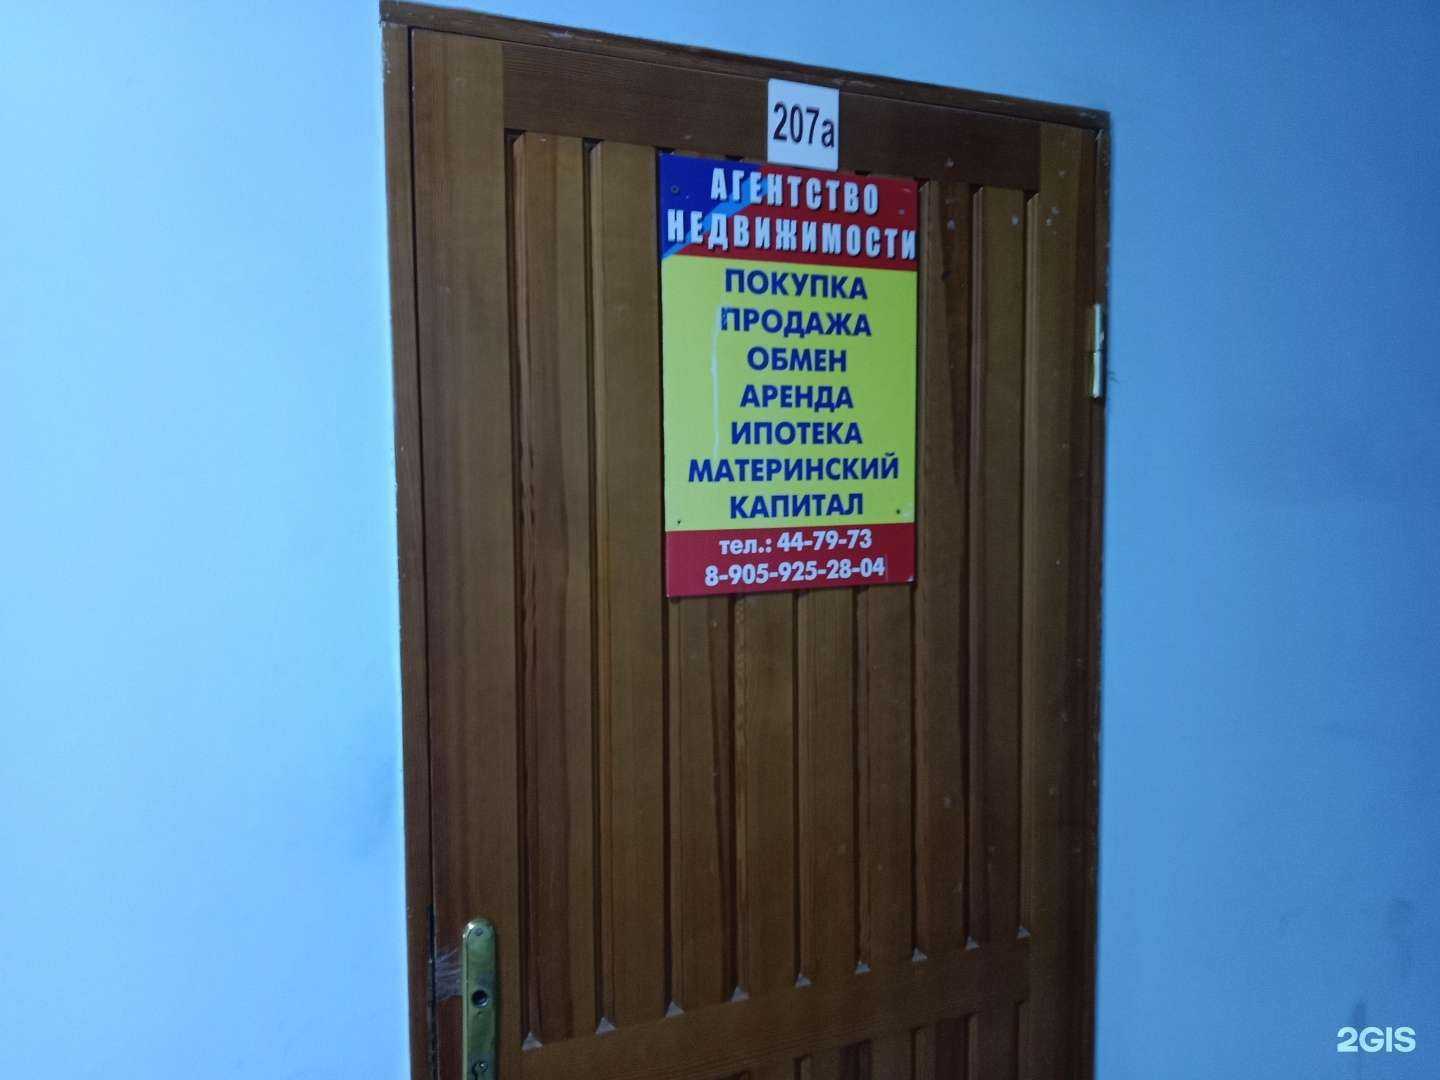 207а
АГЕНТСТВО
НЕДВИЖИМОСТИ
ПОКУПКА
ПРОДАЖА
ОБМЕН
АРЕНДА
ИПОТЕКА
МАТЕРИНСКИЙ
КАПИТАЛ
тел.: 44-79-73
8-905-925-28-04
2GIS